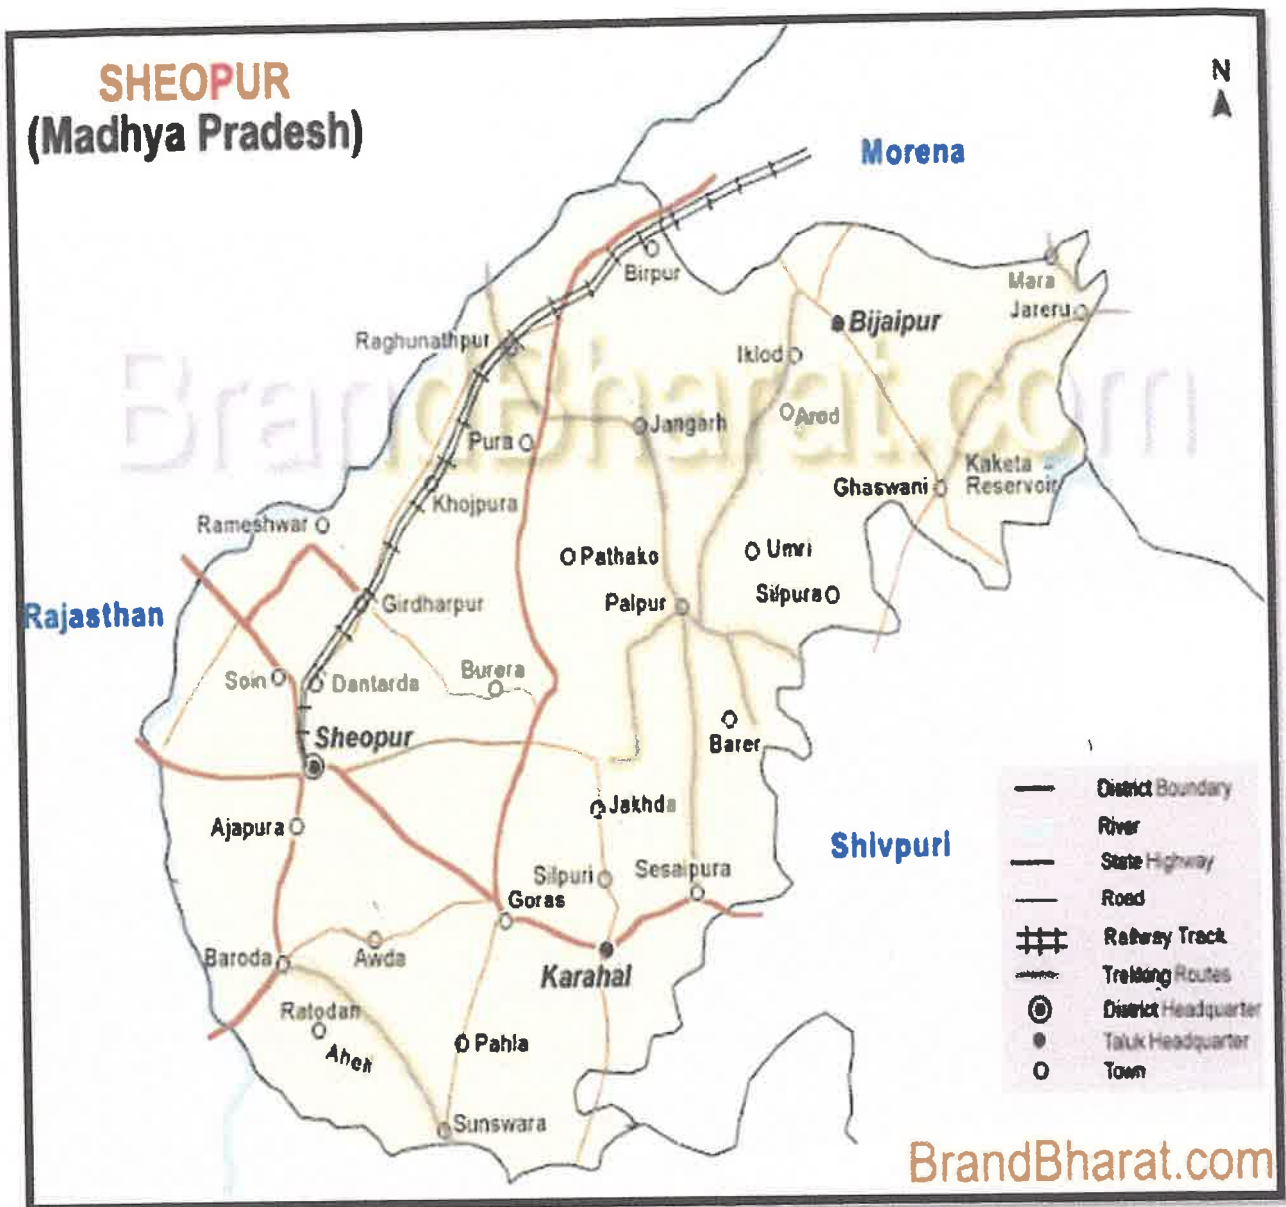 SHEOPUR
(Madhya Pradesh)
N
Morena
Birpur
Mara
Jareru
Bijaipur
Raghunathpur
Iklod
BrandBharat.com
Arod
Jangarh
Pura
Kaketa
Reservoir
Ghaswani
Khojpura
Rameshwar
Pathako
Umri
Silpura
Palpur
Rajasthan
Girdharpur
Burera
Soin
Dantarda
Sheopur
Barer
Jakhda
Ajapura
Shivpuri
Silpuri
Sesaipura
Goras
Baroda
Awda
Karahal
Ratodan
Pahla
Sunswara
District Boundary
River
State Highway
Road
Railway Track
Trekking Routes
District Headquarter
Taluk Headquarter
Town
BrandBharat.com